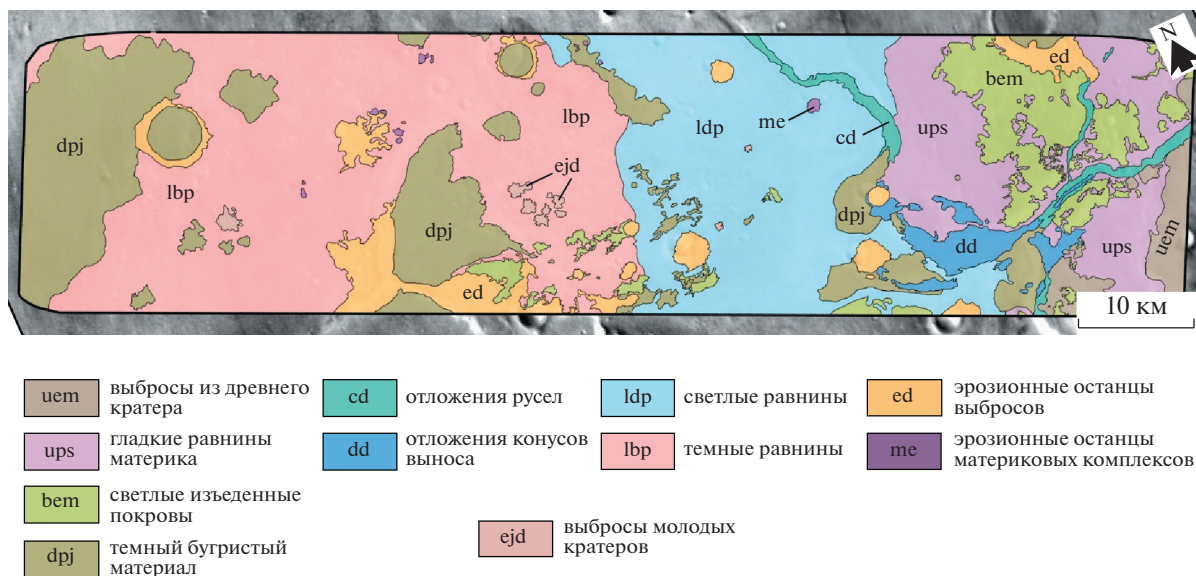 N
ed
bem
dpj
lbp
lbp
ldp
me
cd
ups
ejd
dpj
dpj
dd
ups
uem
ed
10 км
uem
выбросы из древнего
кратера
cd
отложения русел
ldp
светлые равнины
ed
эрозионные останцы
выбросов
ups
гладкие равнины
материка
dd
отложения конусов
выноса
lbp
темные равнины
me
эрозионные останцы
материковых комплексов
bem
светлые изъеденные
покровы
ejd
выбросы молодых
кратеров
dpj
темный бугристый
материал